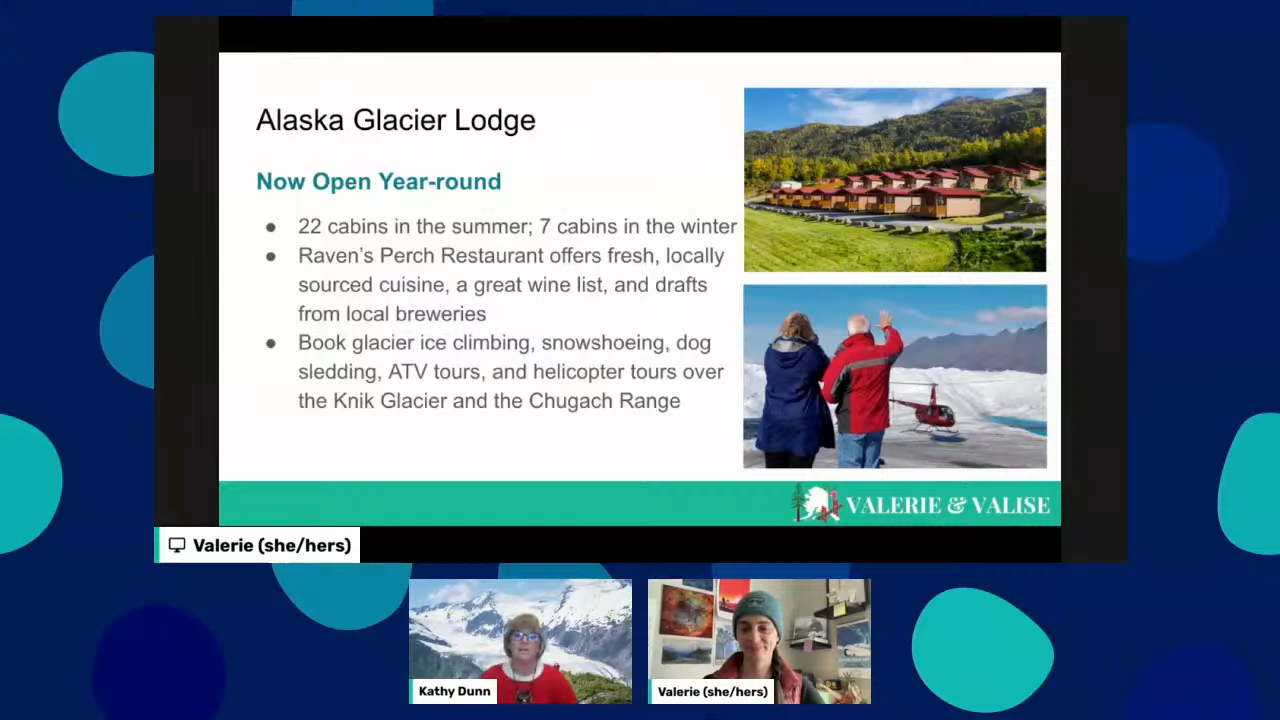 Alaska Glacier Lodge
Now Open Year-round
● 22 cabins in the summer; 7 cabins in the winter
● Raven’s Perch Restaurant offers fresh, locally
sourced cuisine, a great wine list, and drafts
from local breweries
● Book glacier ice climbing, snowshoeing, dog
sledding, ATV tours, and helicopter tours over
the Knik Glacier and the Chugach Range
VALERIE & VALISE
Valerie (she/hers)
Kathy Dunn
Valerie (she/hers)